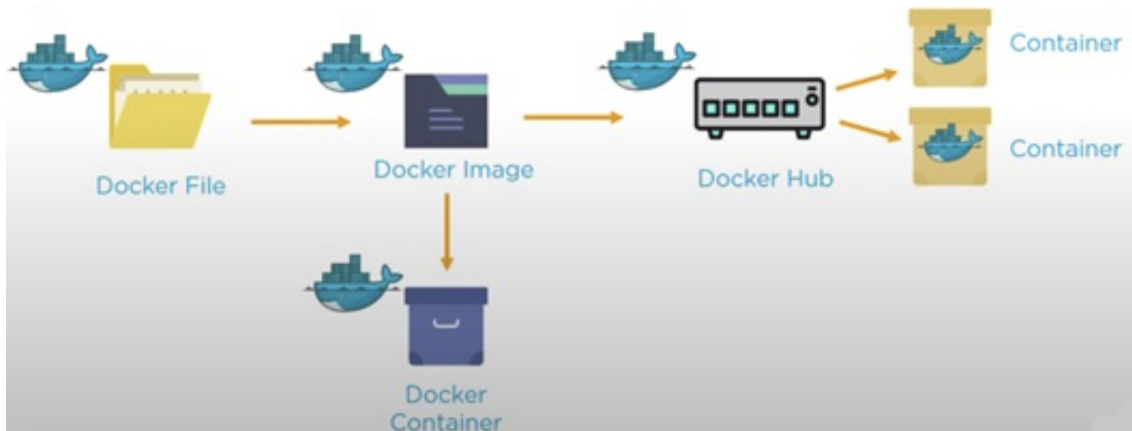 Container
Docker Image
Container
Docker File
Docker Hub
Docker
Container